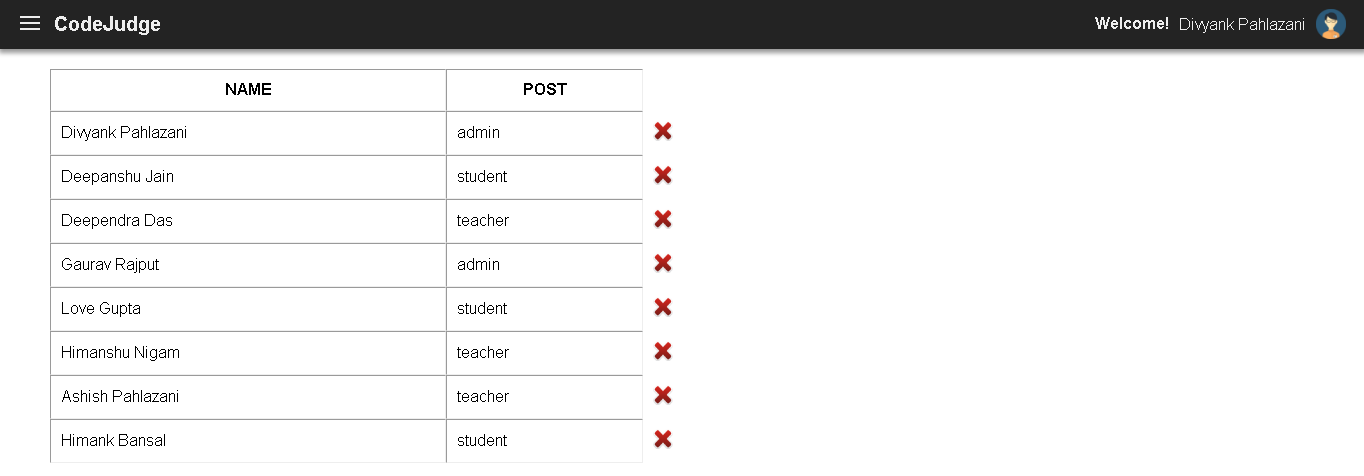 CodeJudge Welcome! Divyank Pahlazani
NAME POST
Divyank Pahlazani admin
Deepanshu Jain student
Deependra Das teacher
Gaurav Rajput admin
Love Gupta student
Himanshu Nigam teacher
Ashish Pahlazani teacher
Himank Bansal student